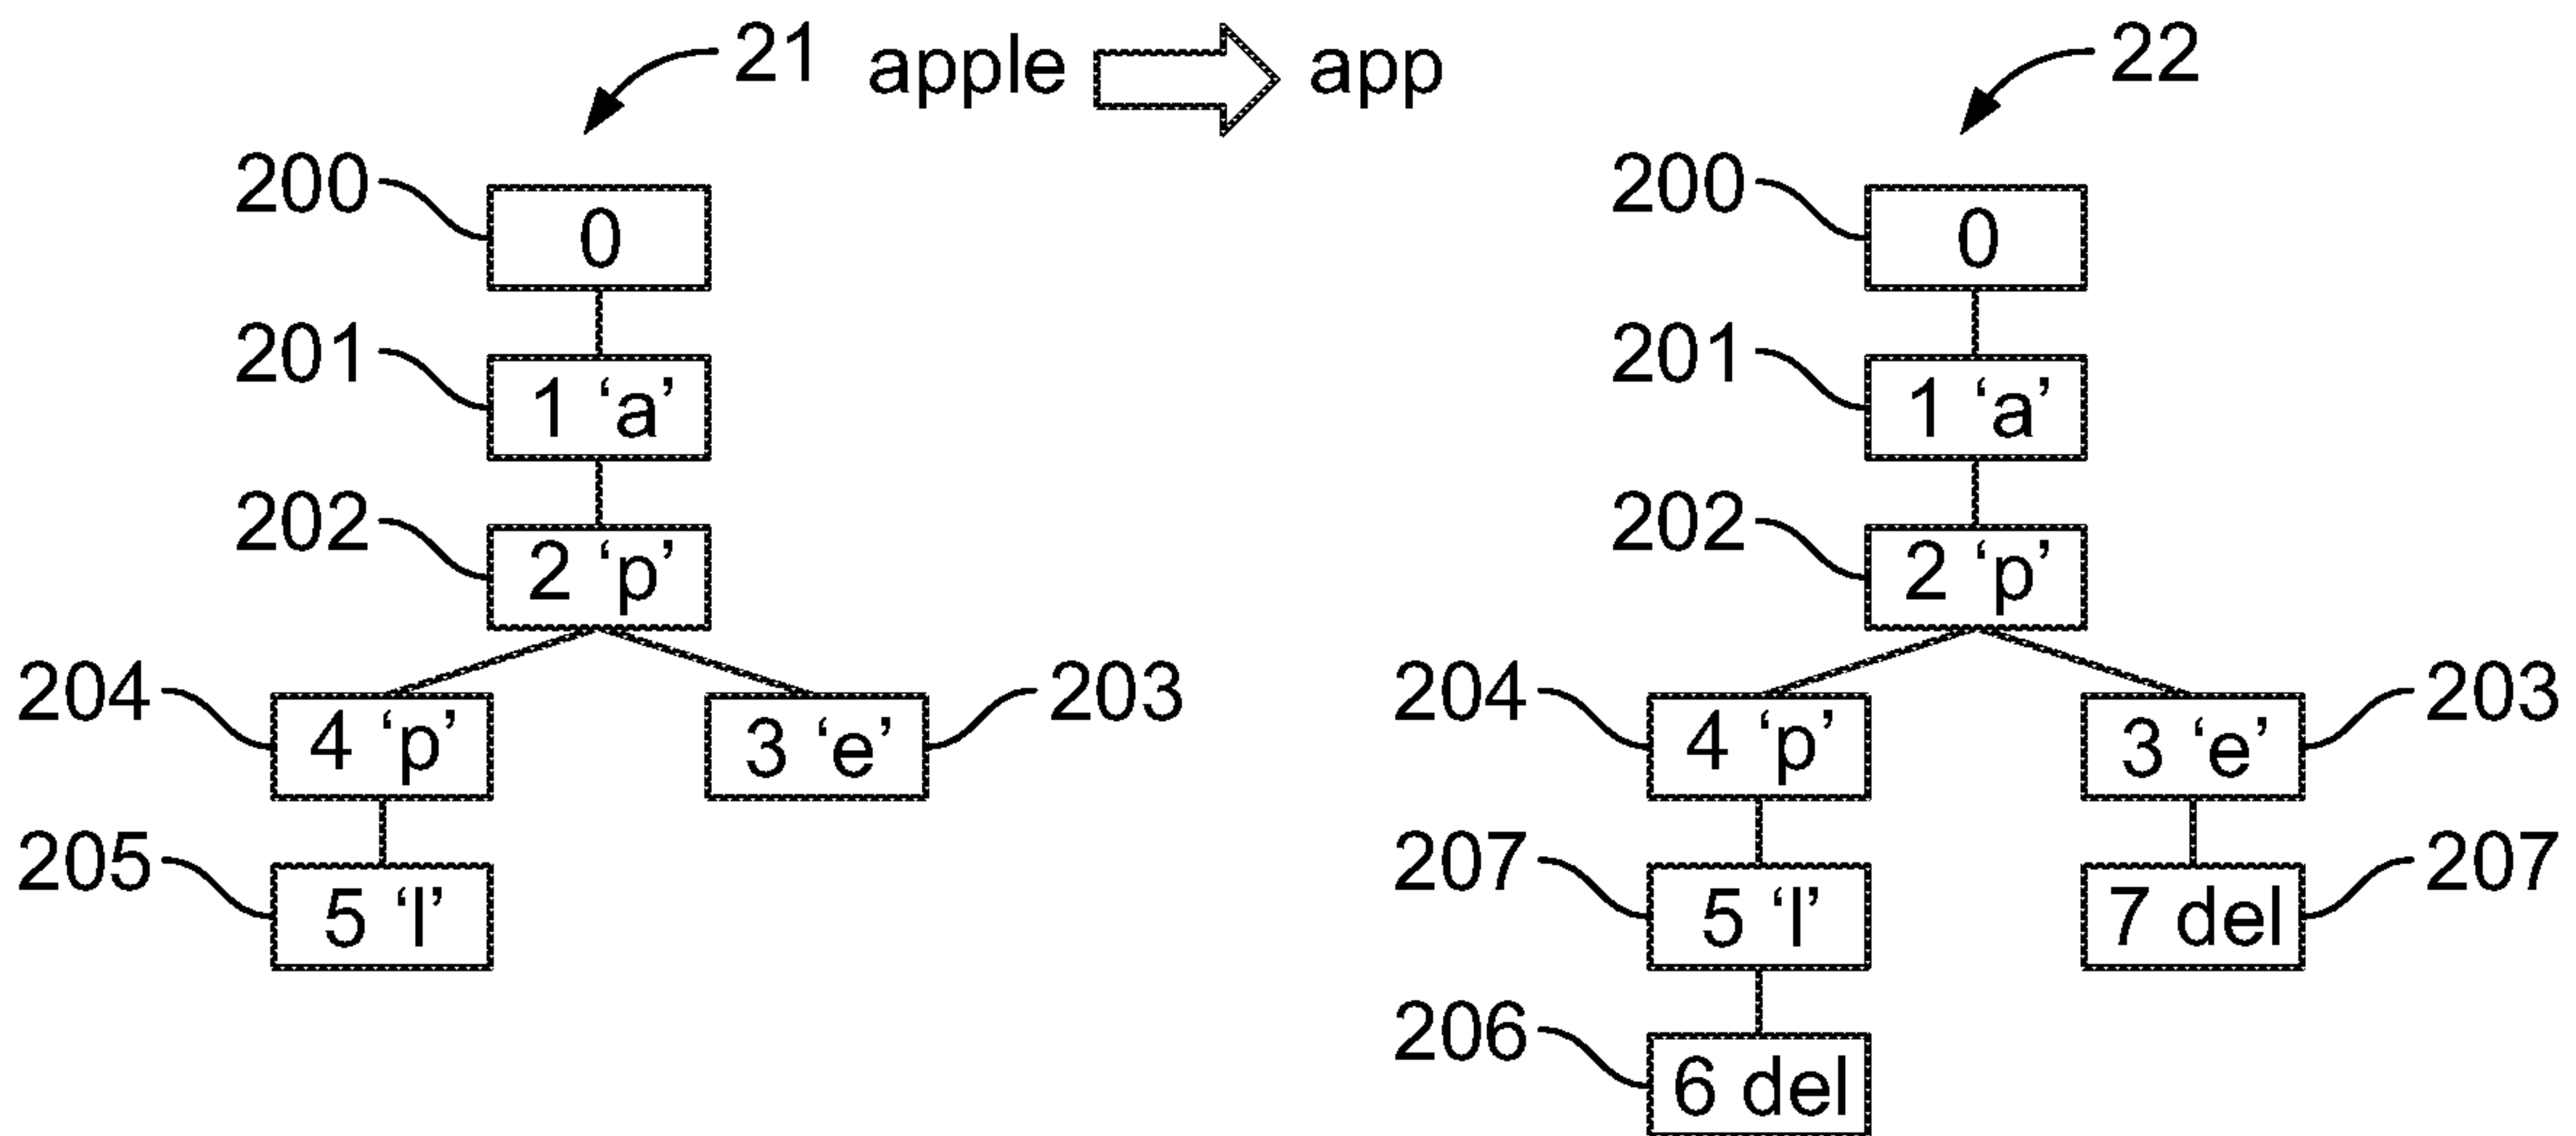 21 apple app 22
200 0 200 0
201 1 ‘a’ 201 1 ‘a’
202 2 ‘p’ 202 2 ‘p’
204 4 ‘p’ 3 ‘e’ 203 204 4 ‘p’ 3 ‘e’ 203
205 5 ‘l’ 207 5 ‘l’ 7 del 207
206 6 del